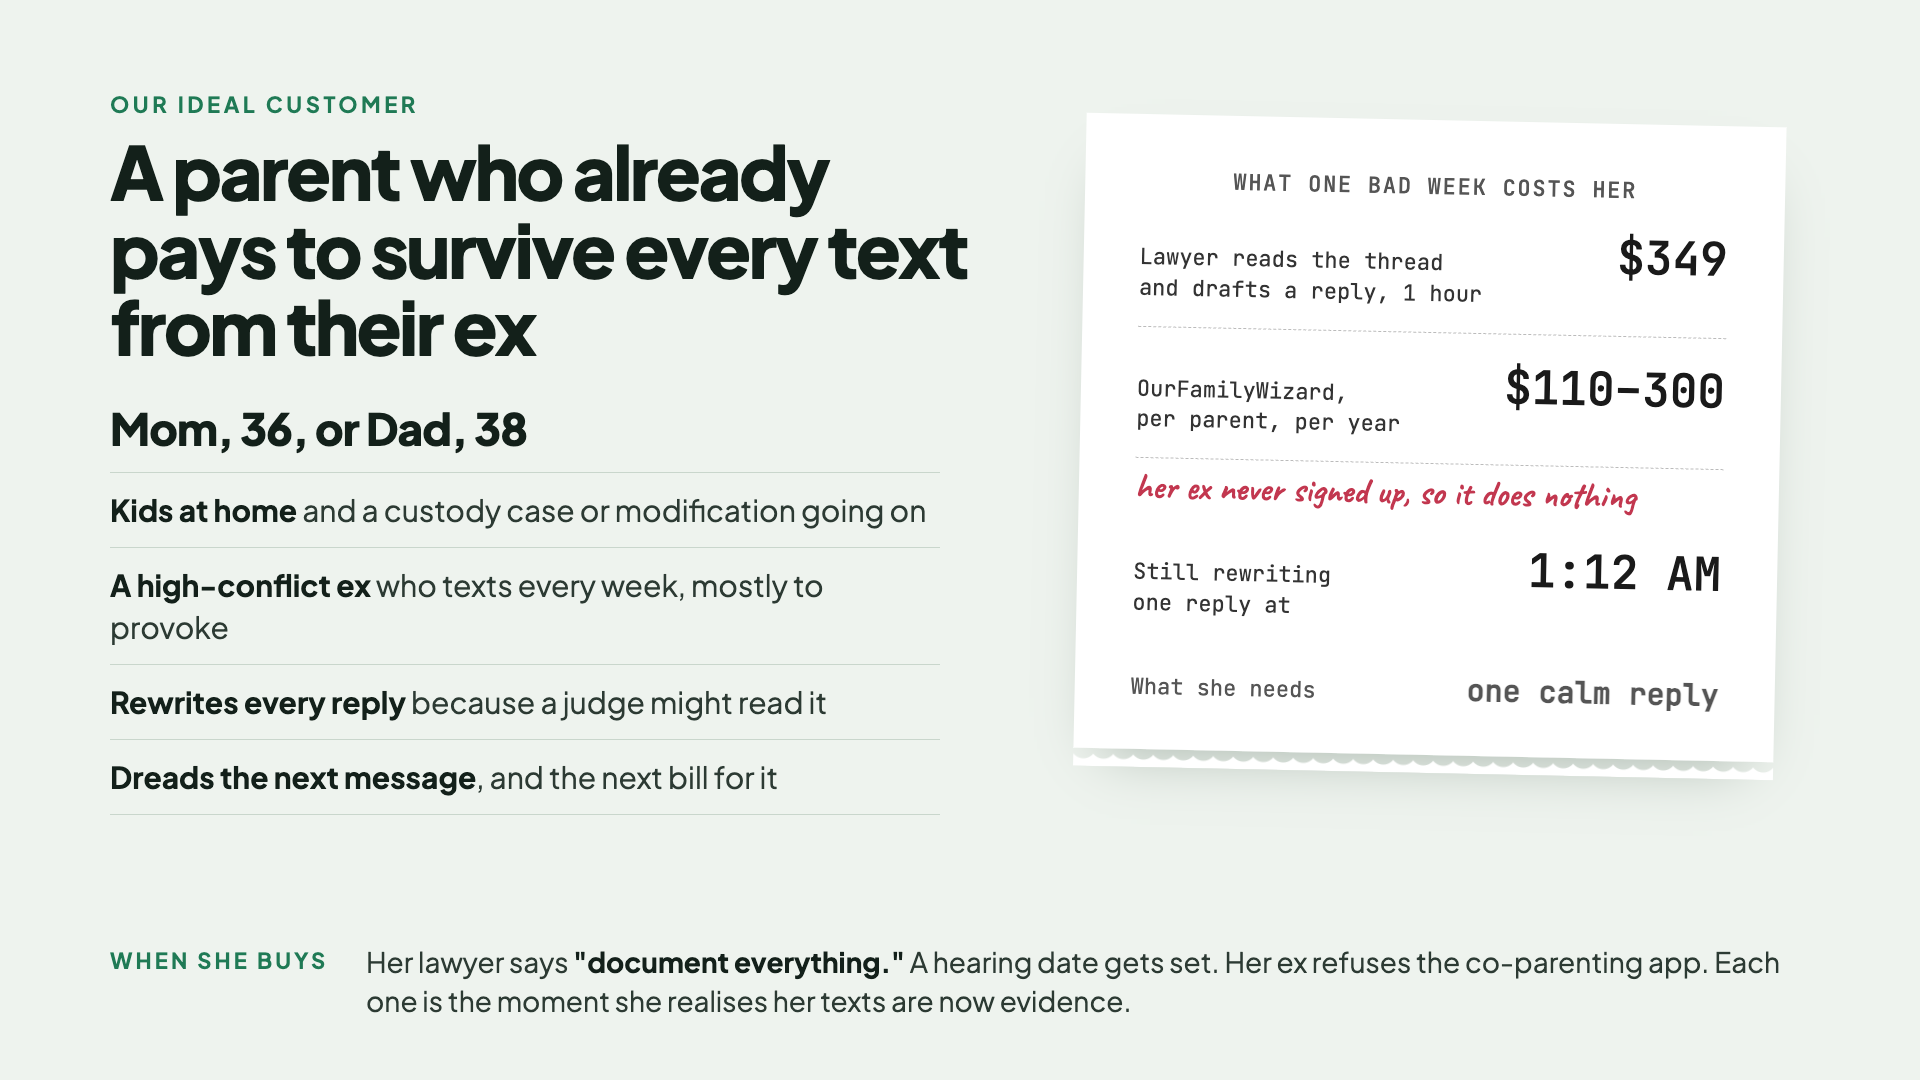 OUR IDEAL CUSTOMER
A parent who already
pays to survive every text
from their ex
Mom, 36, or Dad, 38
Kids at home and a custody case or modification going on
A high-conflict ex who texts every week, mostly to
provoke
Rewrites every reply because a judge might read it
Dreads the next message, and the next bill for it
WHAT ONE BAD WEEK COSTS HER
Lawyer reads the thread
and drafts a reply, 1 hour
$349
OurFamilyWizard,
per parent, per year
$110–300
her ex never signed up, so it does nothing
Still rewriting
one reply at
1:12 AM
What she needs
one calm reply
WHEN SHE BUYS
Her lawyer says "document everything." A hearing date gets set. Her ex refuses the co-parenting app. Each
one is the moment she realises her texts are now evidence.